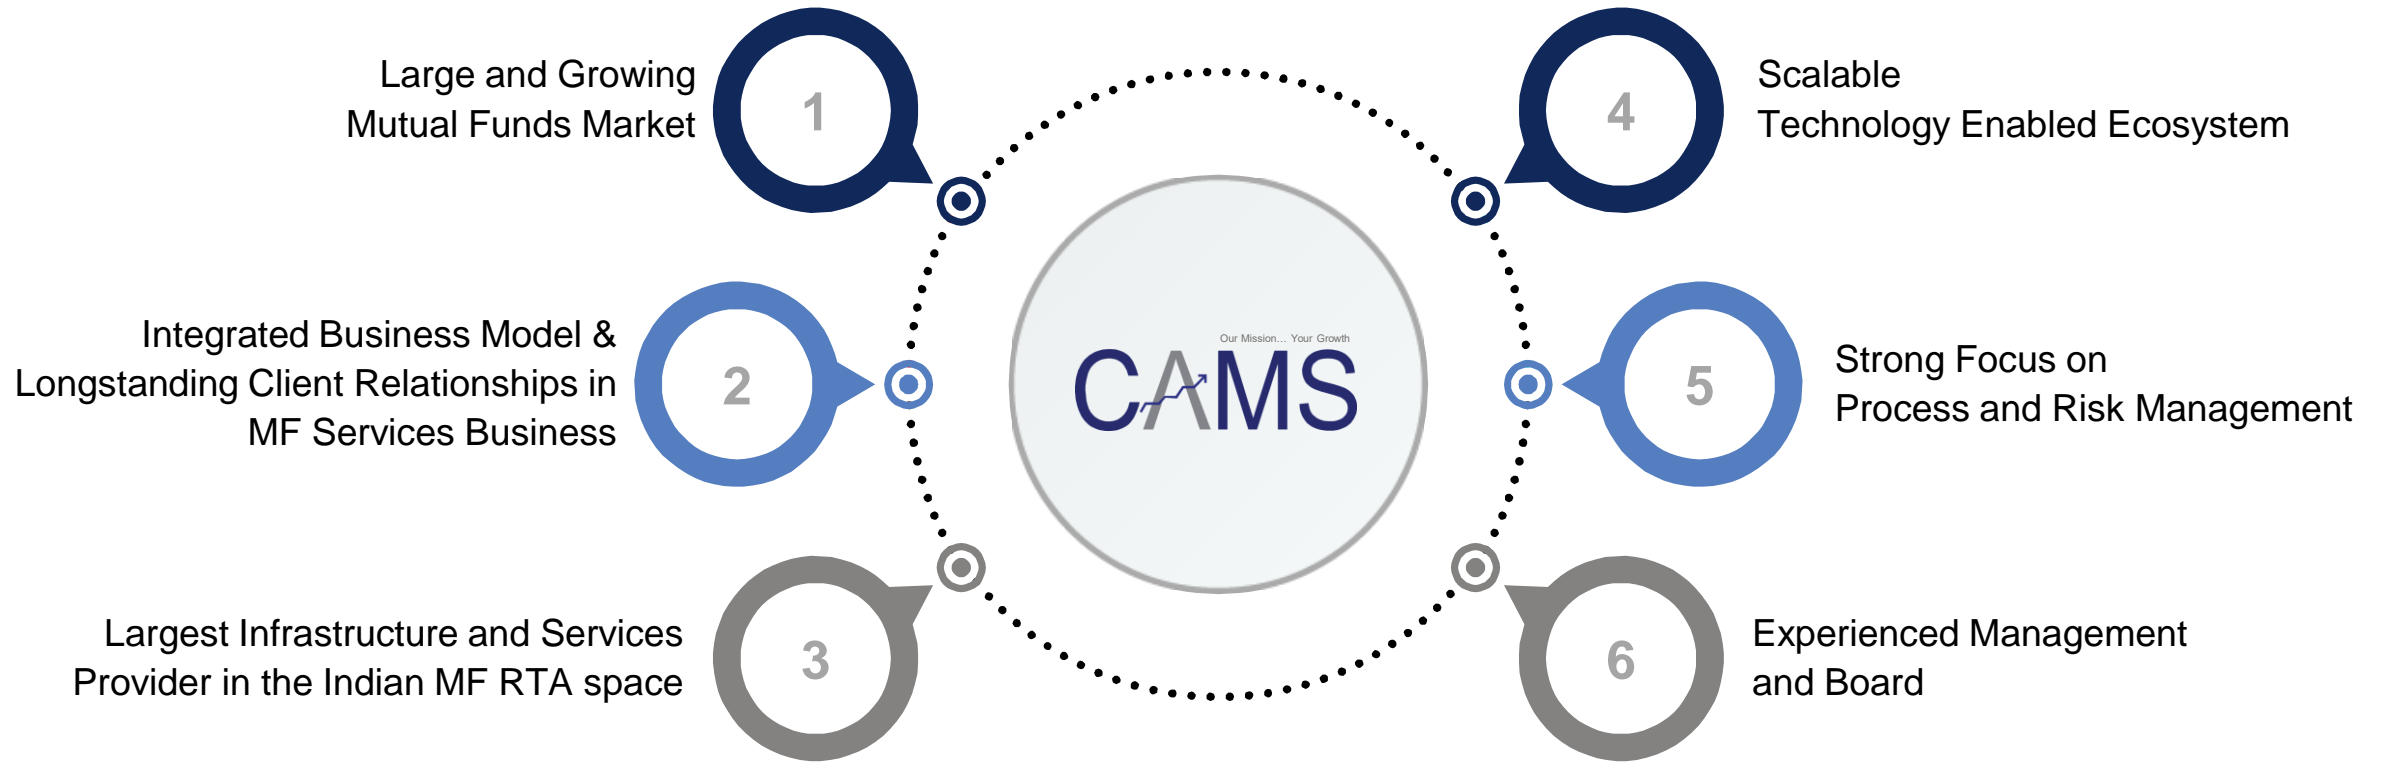 1
Large and Growing
Mutual Funds Market
2
Integrated Business Model &
Longstanding Client Relationships in
MF Services Business
3
Largest Infrastructure and Services
Provider in the Indian MF RTA space
Our Mission... Your Growth
CAMS
4
Scalable
Technology Enabled Ecosystem
5
Strong Focus on
Process and Risk Management
6
Experienced Management
and Board